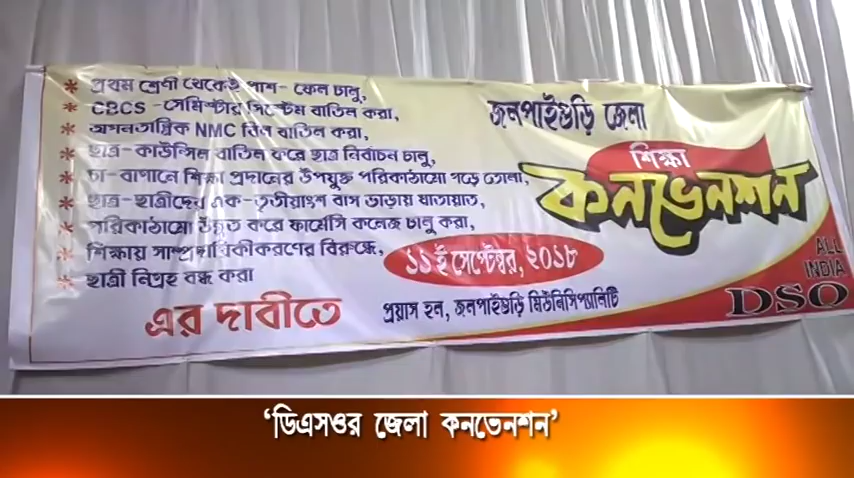 * প্রথম শ্রেণী থেকেই পাশ- ফেল চালু,
* CBCS -সেমিস্টার সিস্টেম বাতিল করা,
* অগনতান্ত্রিক NMC বিল বাতিল করা,
* ছাত্র- কাউন্সিল বাতিল করে ছাত্র নির্বাচন চালু,
* চা- বাগানে শিক্ষা প্রদানের উপযুক্ত পরিকাঠামো গড়ে তোলা,
* ছাত্র- ছাত্রীদের এক-তৃতীয়াংশ বাস ভাড়ায় যাতায়াত,
* পরিকাঠামো উন্নত করে ফার্মেসি কলেজ চালু করা,
* শিক্ষায় সাম্প্রদায়িকীকরণের বিরুদ্ধে,
* ছাত্রী নিগ্রহ বন্ধ করা
এর দাবীতে
জলপাইগুড়ি জেলা
শিক্ষা
কনভেনশন
১১ ই সেপ্টেম্বর, ২০১৮
প্রয়াস হল, জলপাইগুড়ি মিউনিসিপ্যালিটি
ALL
INDIA
DSO
‘ডিএসওর জেলা কনভেনশন’